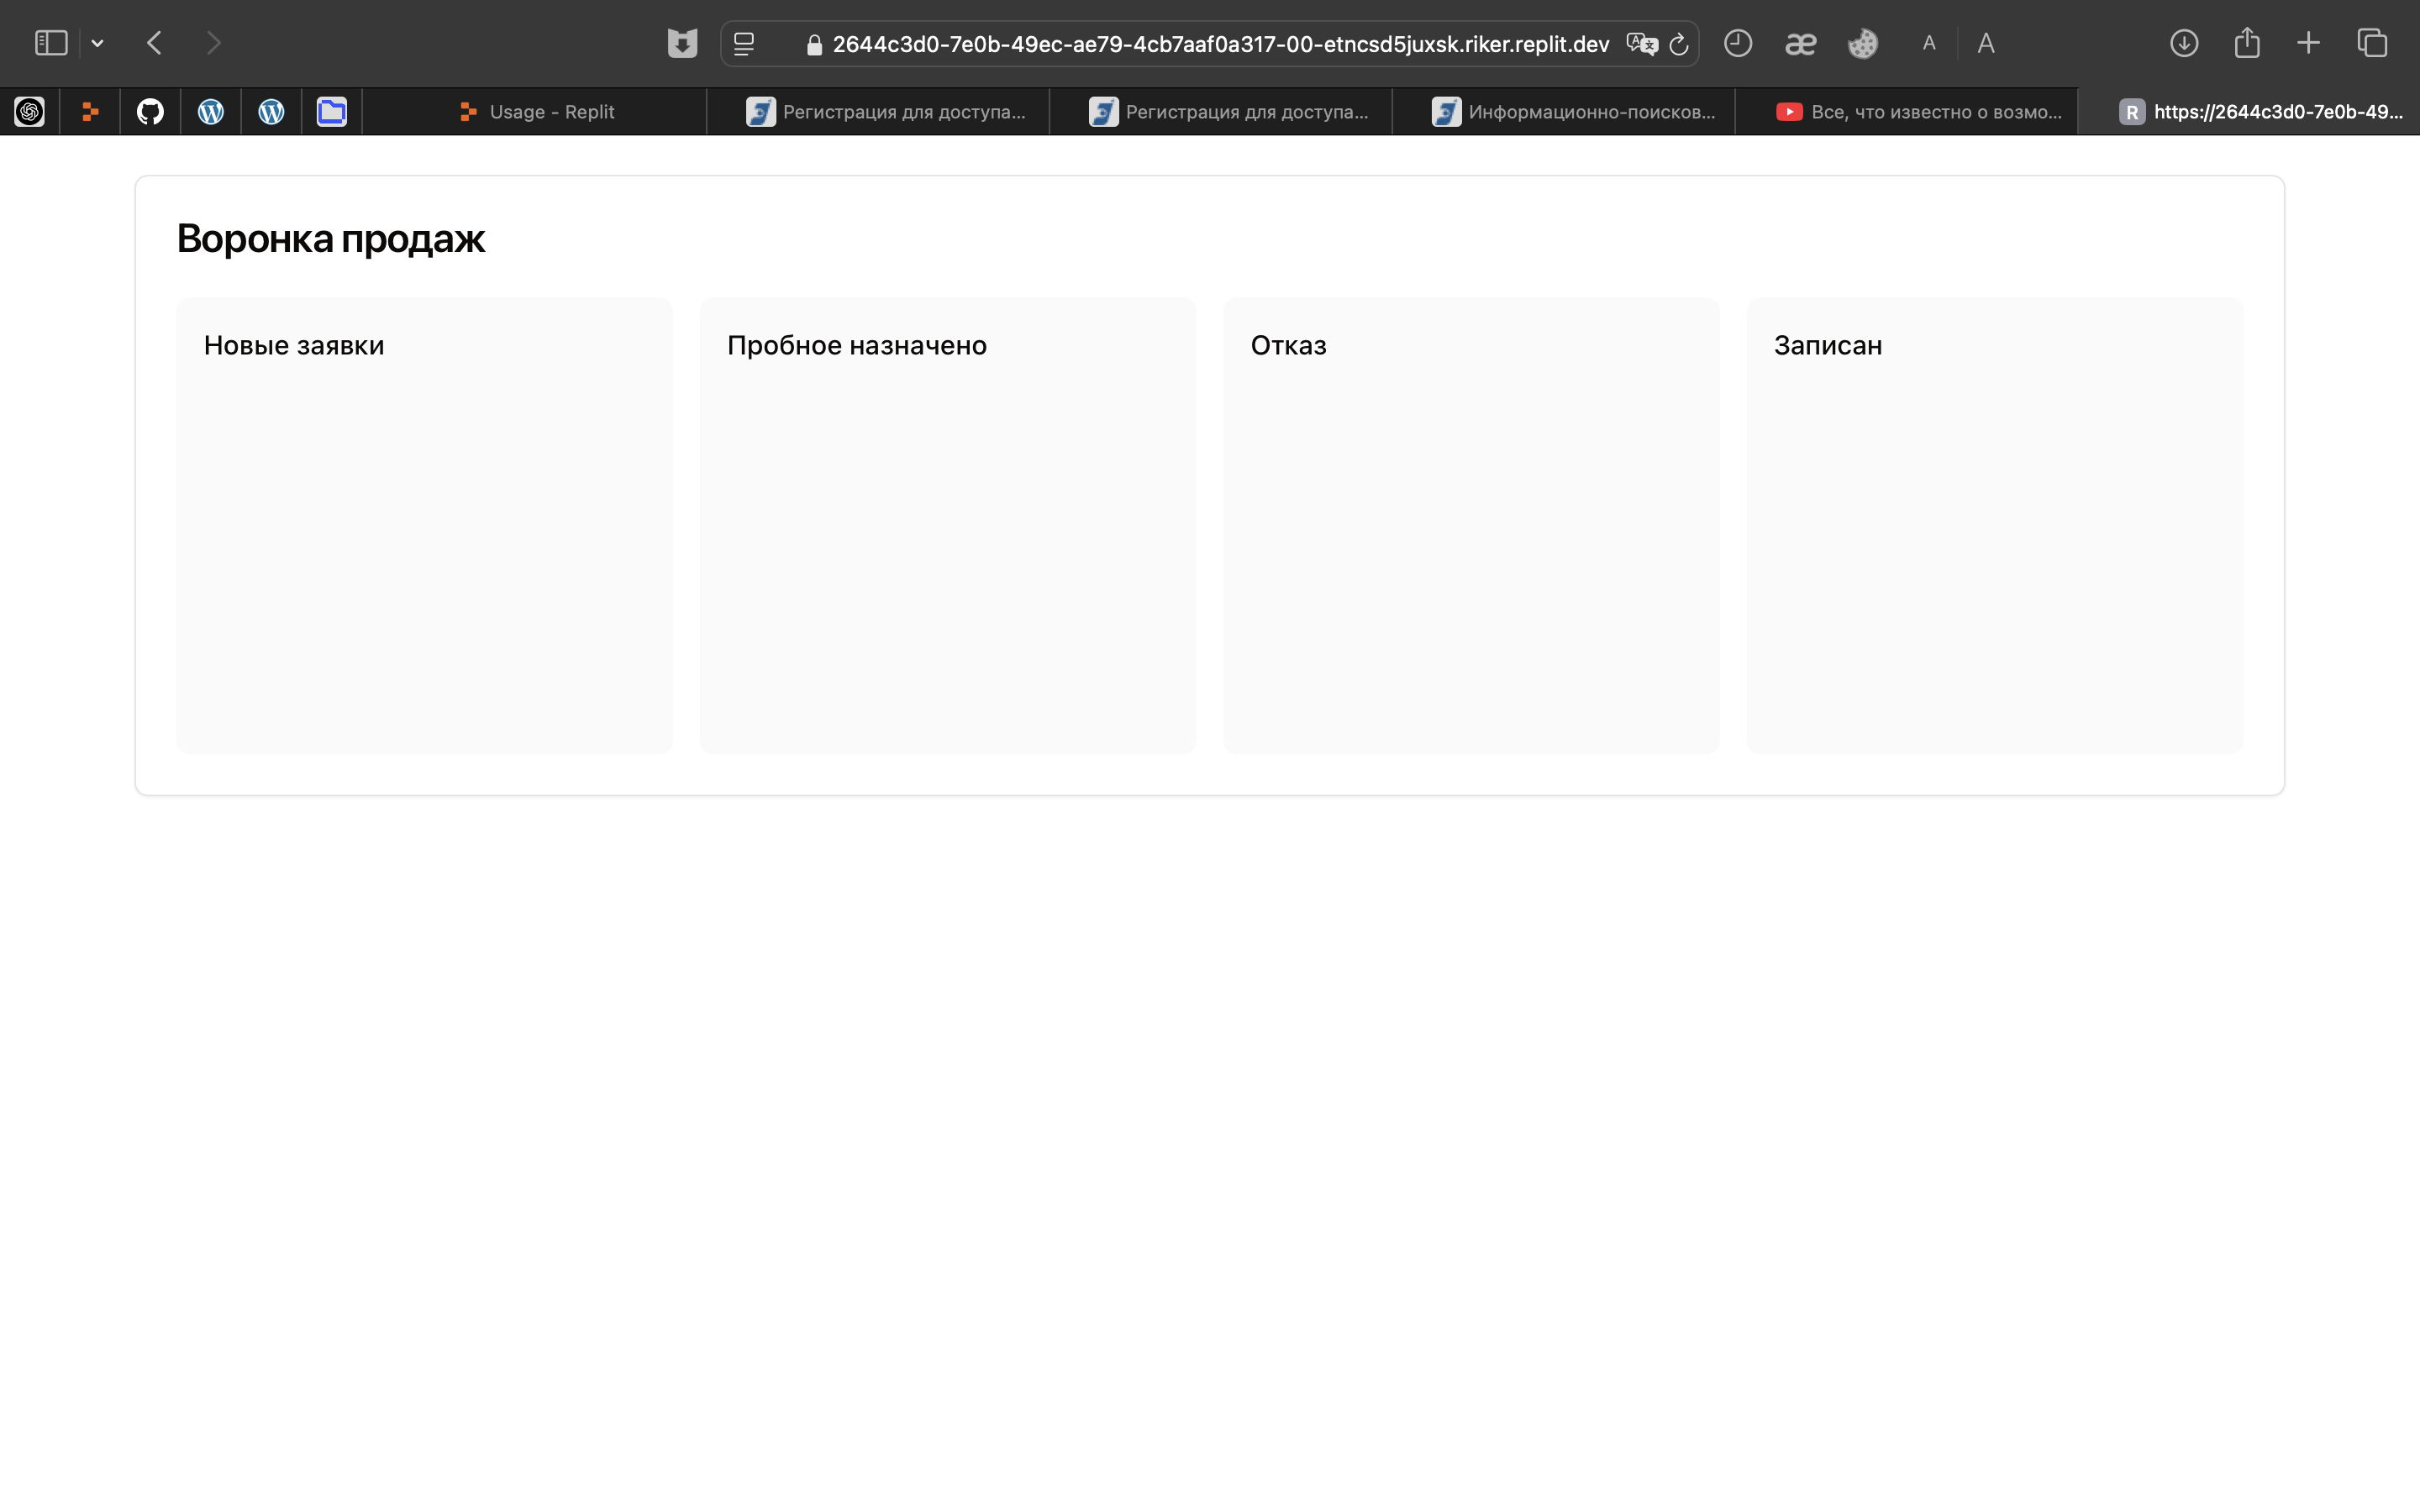 2644c3d0-7e0b-49ec-ae79-4cb7aaf0a317-00-etncsd5juxsk.riker.replit.dev
æ A A
Usage - Replit
Регистрация для доступа...
Регистрация для доступа...
Информационно-поисков...
Все, что известно о возмо...
R https://2644c3d0-7e0b-49...
Воронка продаж
Новые заявки
Пробное назначено
Отказ
Записан